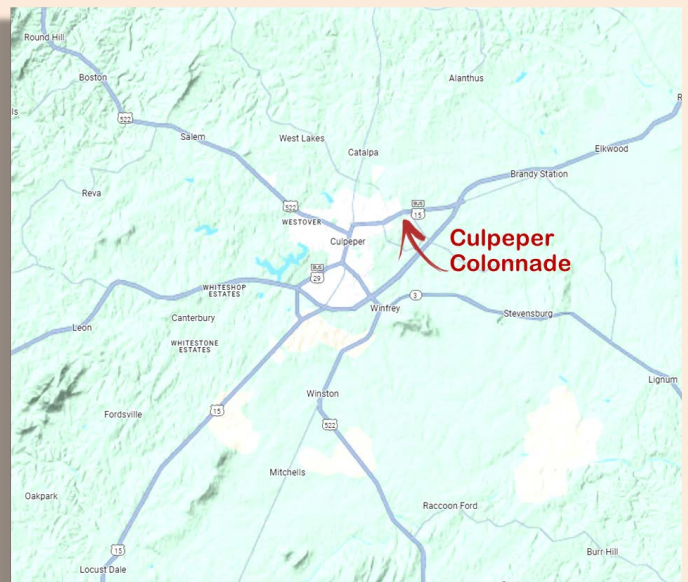 Round Hill
Boston
Alanthus
ls
R
522
Salem
West Lakes
Catalpa
Elkwood
Brandy Station
Reva
522
BUS
15
WESTOVER
Culpeper
Culpeper
Colonnade
BUS
29
WHITESHOP
ESTATES
3
Winfrey
Stevensburg
Canterbury
Leon
WHITESTONE
ESTATES
Lignum
Winston
Fordsville
15
522
Mitchells
Oakpark
Raccoon Ford
15
Burr Hill
Locust Dale